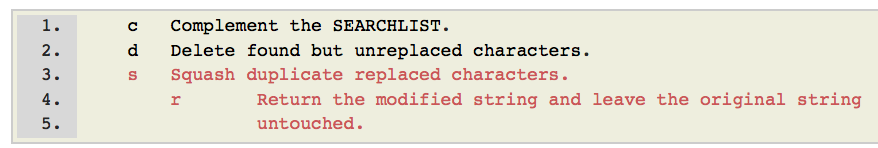 1. c Complement the SEARCHLIST.
2. d Delete found but unreplaced characters.
3. s Squash duplicate replaced characters.
4. r Return the modified string and leave the original string
5. untouched.